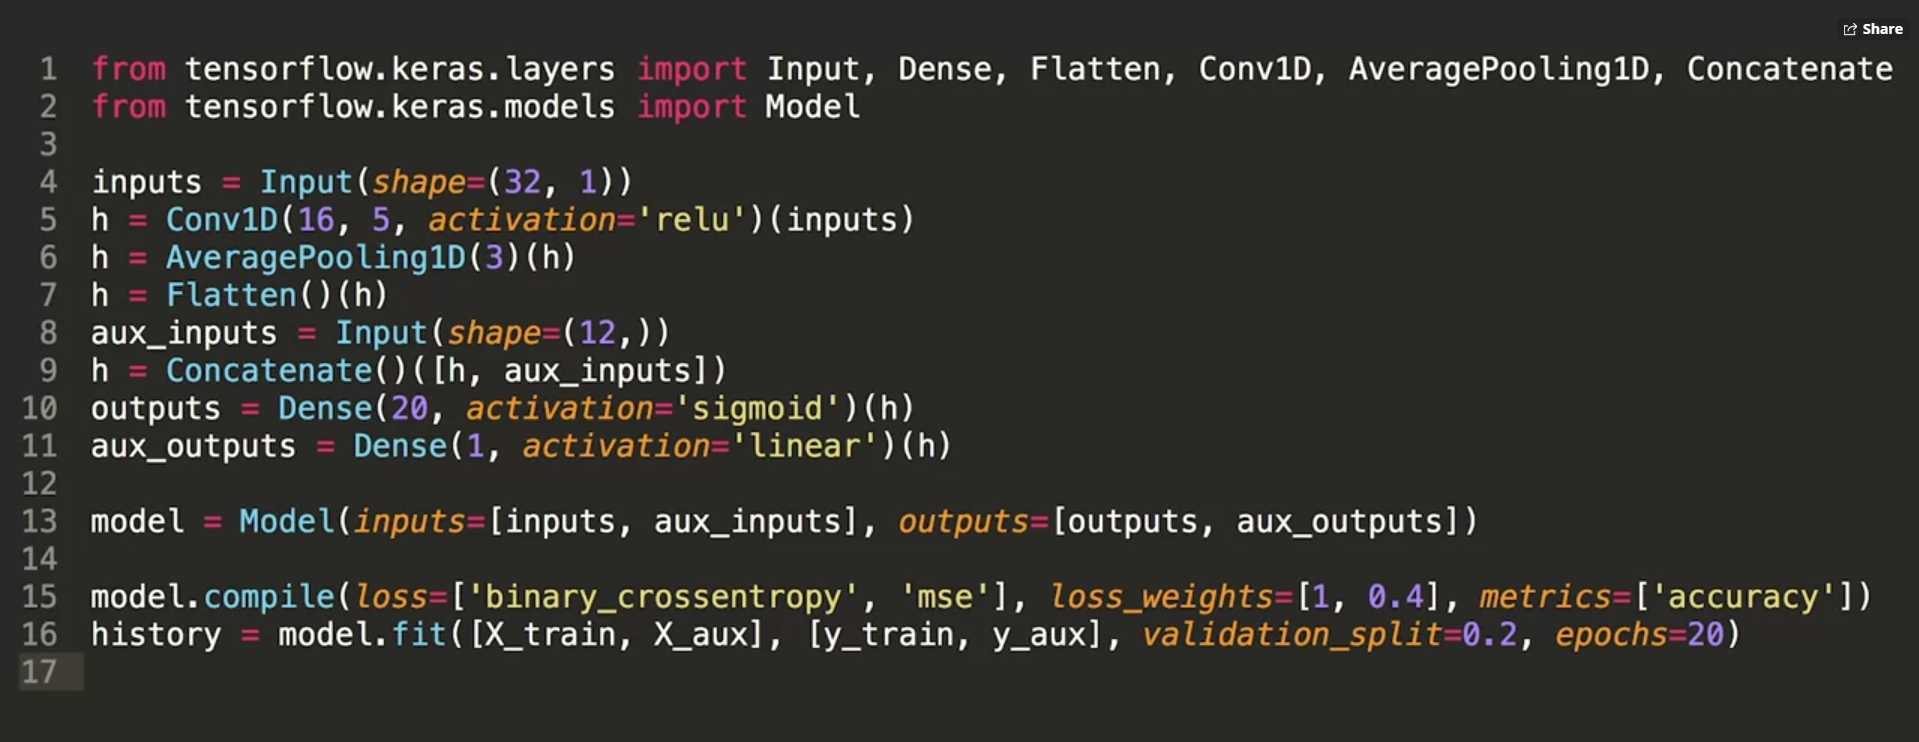 Share
1 from tensorflow.keras.layers import Input, Dense, Flatten, Conv1D, AveragePooling1D, Concatenate
2 from tensorflow.keras.models import Model
3
4 inputs = Input(shape=(32, 1))
5 h = Conv1D(16, 5, activation='relu')(inputs)
6 h = AveragePooling1D(3)(h)
7 h = Flatten()(h)
8 aux_inputs = Input(shape=(12,))
9 h = Concatenate()([h, aux_inputs])
10 outputs = Dense(20, activation='sigmoid')(h)
11 aux_outputs = Dense(1, activation='linear')(h)
12
13 model = Model(inputs=[inputs, aux_inputs], outputs=[outputs, aux_outputs])
14
15 model.compile(loss=['binary_crossentropy', 'mse'], loss_weights=[1, 0.4], metrics=['accuracy'])
16 history = model.fit([X_train, X_aux], [y_train, y_aux], validation_split=0.2, epochs=20)
17